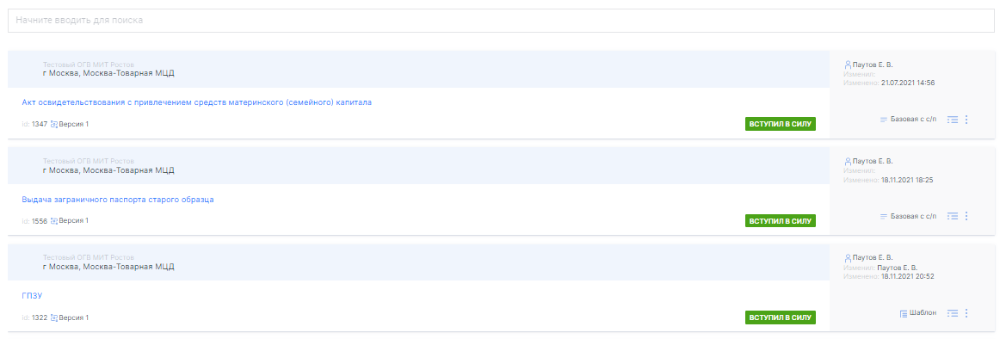 Начните вводить для поиска
Тестовый ОГВ МИТ Ростов
г Москва, Москва-Товарная МЦД
Паутов Е. В.
Изменил:
Изменено: 21.07.2021 14:56
Акт освидетельствования с привлечением средств материнского (семейного) капитала
id: 1347 Версия 1
ВСТУПИЛ В СИЛУ
Базовая с с/п
Тестовый ОГВ МИТ Ростов
г Москва, Москва-Товарная МЦД
Паутов Е. В.
Изменил:
Изменено: 18.11.2021 18:25
Выдача заграничного паспорта старого образца
id: 1556 Версия 1
ВСТУПИЛ В СИЛУ
Базовая с с/п
Тестовый ОГВ МИТ Ростов
г Москва, Москва-Товарная МЦД
Паутов Е. В.
Изменил: Паутов Е. В.
Изменено: 18.11.2021 20:52
ГПЗУ
id: 1322 Версия 1
ВСТУПИЛ В СИЛУ
Шаблон